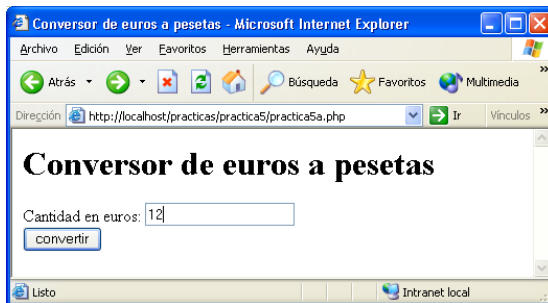 Conversor de euros a pesetas - Microsoft Internet Explorer
Archivo Edición Ver Favoritos Herramientas Ayuda
Atrás Búsqueda Favoritos Multimedia »
Dirección http://localhost/practicas/practica5/practica5a.php Ir Vínculos »
Conversor de euros a pesetas
Cantidad en euros: 12
convertir
Listo Intranet local